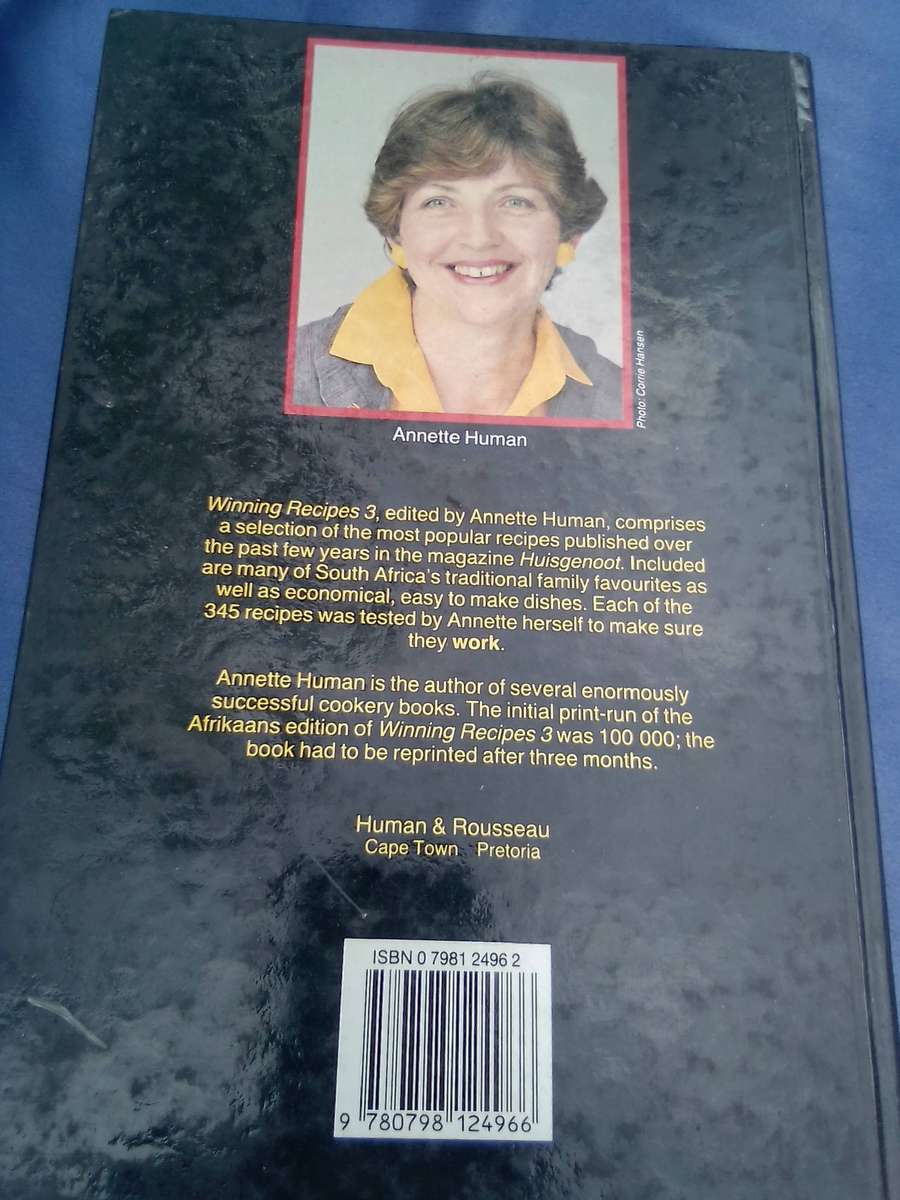 Photo: Corrie Hansen
Annette Human
Winning Recipes 3, edited by Annette Human, comprises
a selection of the most popular recipes published over
the past few years in the magazine Huisgenoot. Included
are many of South Africa's traditional family favourites as
well as economical, easy to make dishes. Each of the
345 recipes was tested by Annette herself to make sure
they work.
Annette Human is the author of several enormously
successful cookery books. The initial print-run of the
Afrikaans edition of Winning Recipes 3 was 100 000; the
book had to be reprinted after three months.
Human & Rousseau
Cape Town Pretoria
ISBN 0 7981 2496 2
9 780798 124966